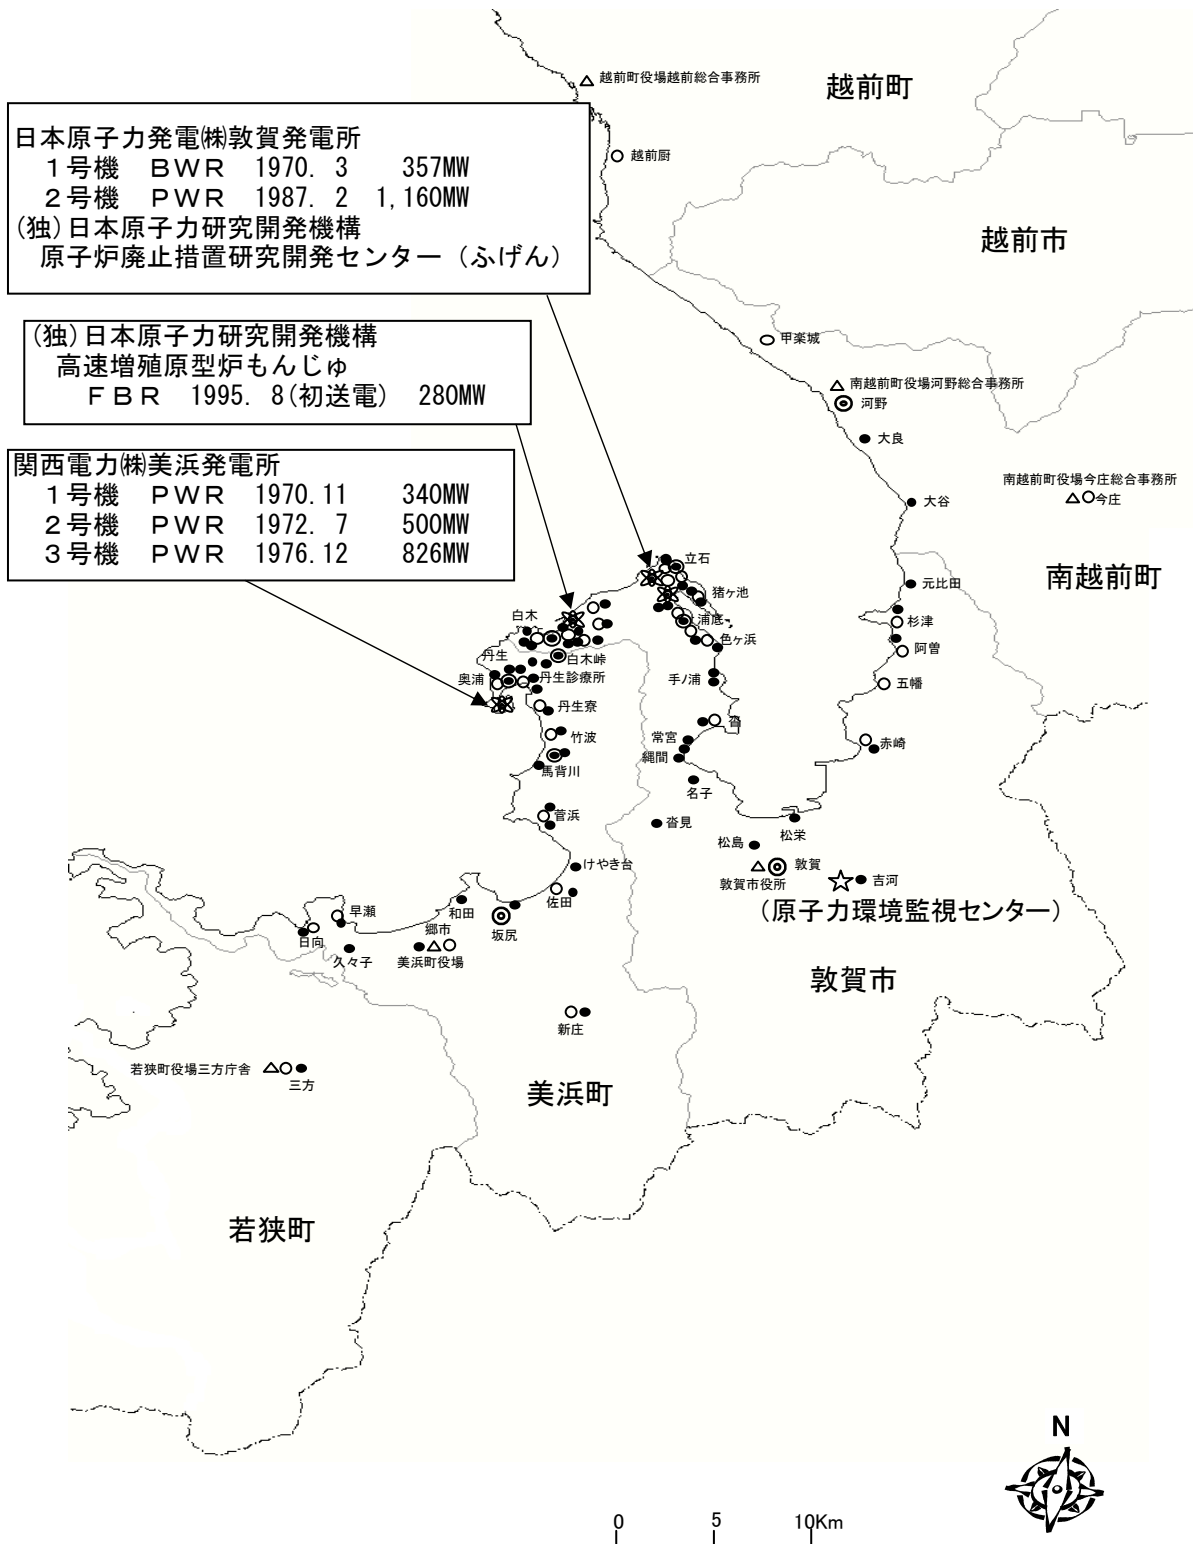 越前町役場越前総合事務所
越前町
日本原子力発電㈱敦賀発電所
1号機 BWR 1970. 3 357MW
2号機 PWR 1987. 2 1,160MW
(独)日本原子力研究開発機構
原子炉廃止措置研究開発センター（ふげん）
越前厨
越前市
(独)日本原子力研究開発機構
高速増殖原型炉もんじゅ
FBR 1995. 8(初送電) 280MW
甲楽城
南越前町役場河野総合事務所
河野
大良
関西電力㈱美浜発電所
1号機 PWR 1970.11 340MW
2号機 PWR 1972. 7 500MW
3号機 PWR 1976.12 826MW
南越前町役場今庄総合事務所
今庄
大谷
立石
南越前町
元比田
猪ヶ池
白木
浦底
杉津
色ヶ浜
阿曽
丹生
白木峠
奥浦
丹生診療所
手ノ浦
五幡
丹生寮
沓
竹波
常宮
赤崎
縄間
馬背川
名子
菅浜
沓見
松栄
松島
けやき台
敦賀
敦賀市役所
吉河
(原子力環境監視センター)
佐田
和田
早瀬
坂尻
郷市
日向
久々子
美浜町役場
敦賀市
新庄
若狭町役場三方庁舎
三方
美浜町
若狭町
N
0 5 10Km